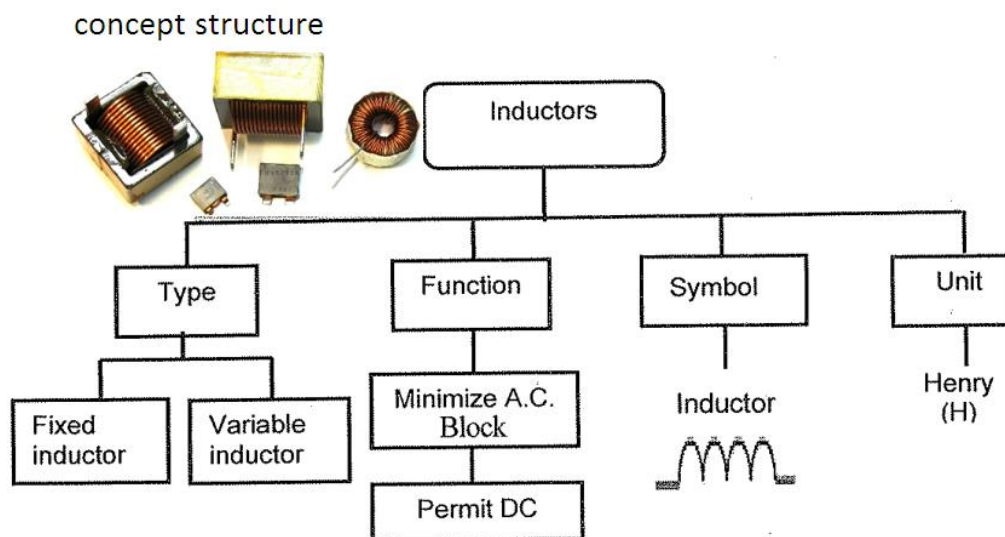 concept structure
Inductors
Type
Function
Symbol
Unit
Fixed
inductor
Variable
inductor
Minimize A.C.
Block
Permit DC
Inductor
Henry
(H)